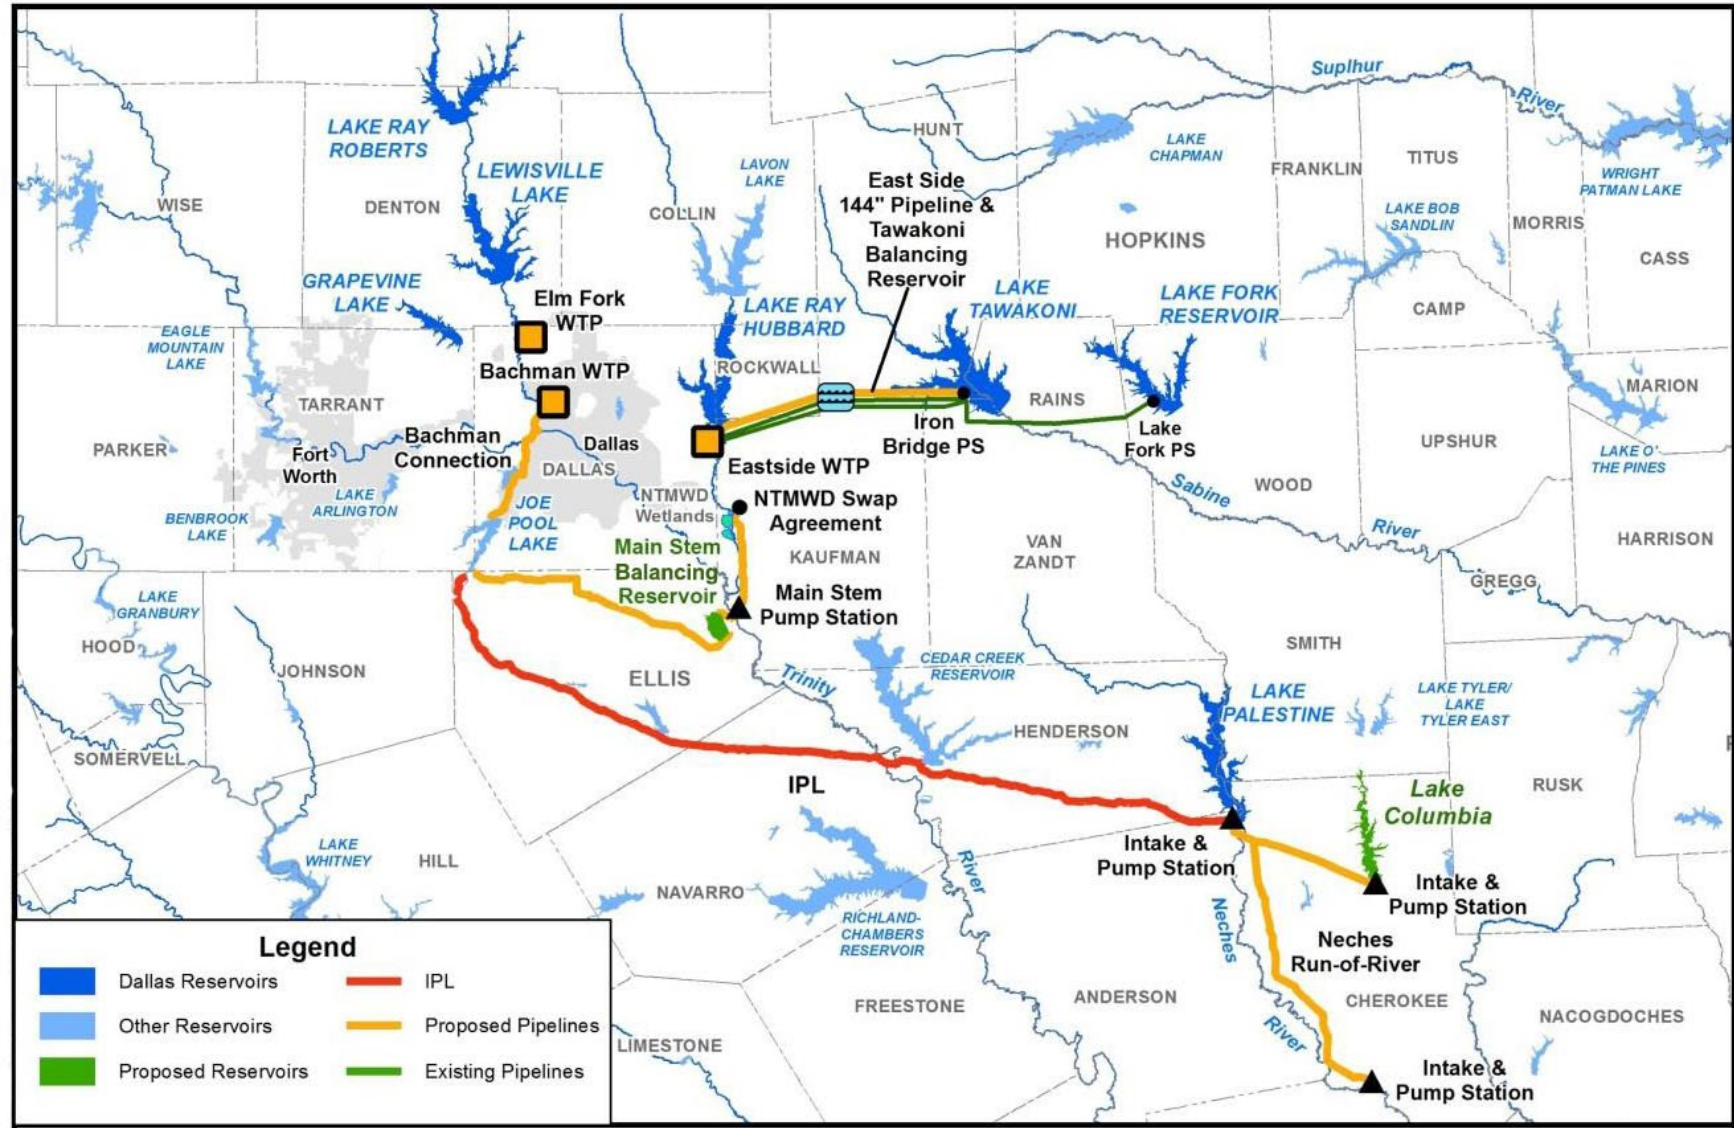 Suplhur
River
HUNT
LAKE RAY
ROBERTS
LAKE
CHAPMAN
TITUS
FRANKLIN
WRIGHT
PATMAN LAKE
LAVON
LAKE
LEWISVILLE
LAKE
East Side
144" Pipeline &
Tawakoni
Balancing
Reservoir
WISE
DENTON
COLLIN
LAKE BOB
SANDLIN
MORRIS
HOPKINS
CASS
GRAPEVINE
LAKE
LAKE
TAWAKONI
LAKE FORK
RESERVOIR
Elm Fork
WTP
LAKE RAY
HUBBARD
CAMP
EAGLE
MOUNTAIN
LAKE
Bachman WTP
ROCKWALL
MARION
TARRANT
RAINS
PARKER
Bachman
Connection
Dallas
Iron
Bridge PS
Lake
Fork PS
UPSHUR
LAKE O'
THE PINES
Fort
Worth
DALLAS
Eastside WTP
LAKE
ARLINGTON
NTMWD
Wetlands
NTMWD Swap
Agreement
Sabine
River
WOOD
BENBROOK
LAKE
JOE
POOL
LAKE
Main Stem
Balancing
Reservoir
KAUFMAN
VAN
ZANDT
HARRISON
GREGG
LAKE
GRANBURY
Main Stem
Pump Station
HOOD
JOHNSON
ELLIS
Trinity
CEDAR CREEK
RESERVOIR
SMITH
LAKE
PALESTINE
LAKE TYLER/
LAKE
TYLER EAST
HENDERSON
SOMERVELL
IPL
RUSK
Lake
Columbia
LAKE
WHITNEY
HILL
Intake &
Pump Station
River
NAVARRO
Intake &
Pump Station
RICHLAND-
CHAMBERS
RESERVOIR
Neches
Neches
Run-of-River
FREESTONE
ANDERSON
CHEROKEE
NACOGDOCHES
River
LIMESTONE
Intake &
Pump Station
Legend
Dallas Reservoirs
IPL
Other Reservoirs
Proposed Pipelines
Proposed Reservoirs
Existing Pipelines